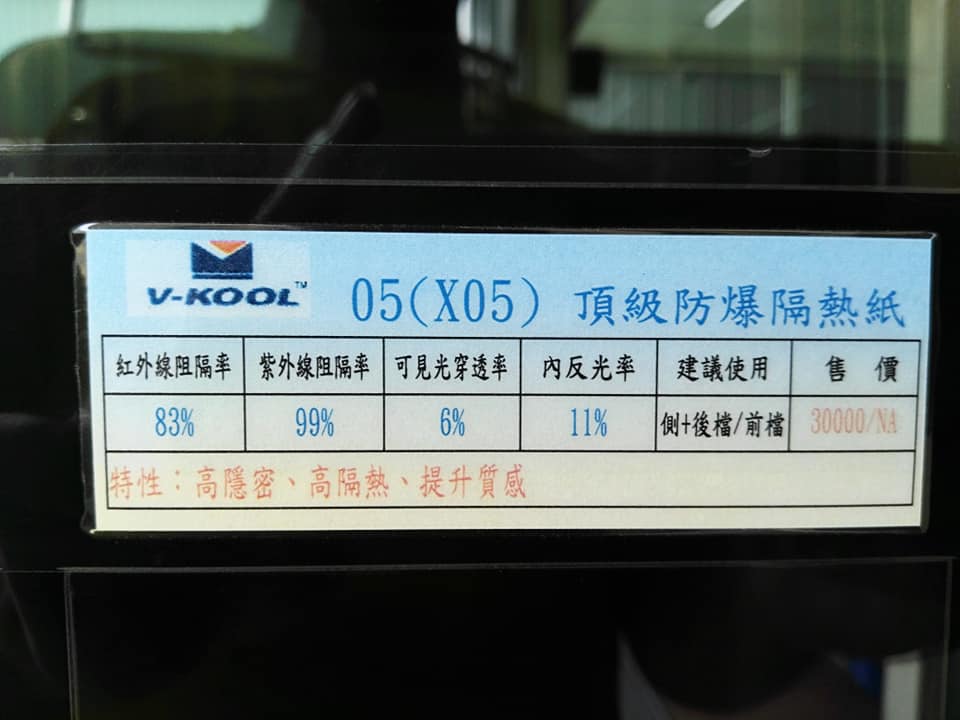 V-KOOL™ 05(X05) 頂級防爆隔熱紙
紅外線阻隔率 紫外線阻隔率 可見光穿透率 內反光率 建議使用 售價
83% 99% 6% 11% 側+後檔/前檔 30000/NA
特性：高隱密、高隔熱、提升質感